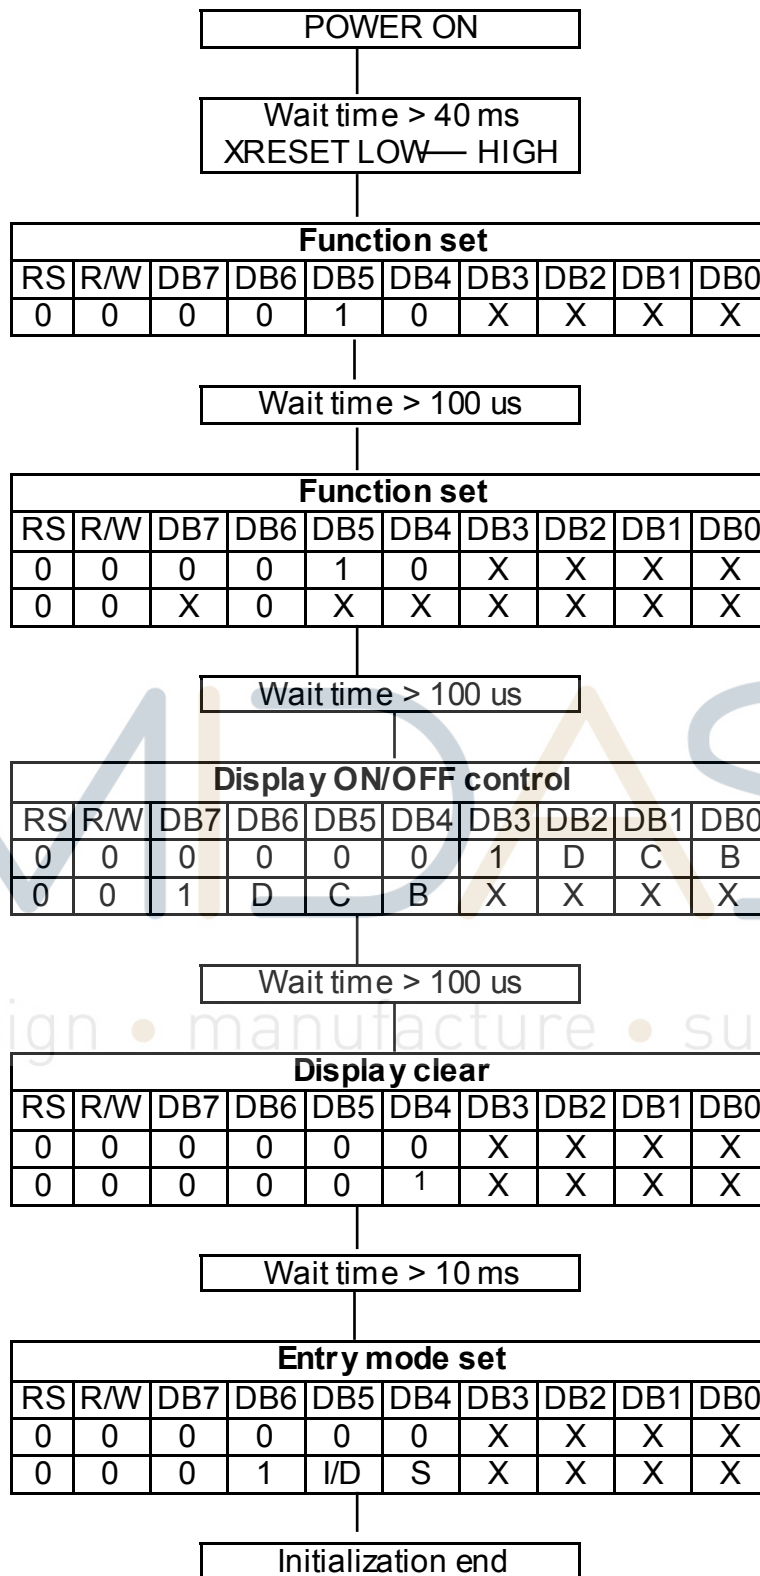 POWER ON
Wait time > 40 ms
XRESET LOW— HIGH
Function set
RS R/W DB7 DB6 DB5 DB4 DB3 DB2 DB1 DB0
0 0 0 0 1 0 X X X X
Wait time > 100 us
Function set
RS R/W DB7 DB6 DB5 DB4 DB3 DB2 DB1 DB0
0 0 0 0 1 0 X X X X
0 0 X 0 X X X X X X
Wait time > 100 us
MIDAS
Display ON/OFF control
RS R/W DB7 DB6 DB5 DB4 DB3 DB2 DB1 DB0
0 0 0 0 0 0 1 D C B
0 0 1 D C B X X X X
Wait time > 100 us
ign • manufacture • su
Display clear
RS R/W DB7 DB6 DB5 DB4 DB3 DB2 DB1 DB0
0 0 0 0 0 0 X X X X
0 0 0 0 0 1 X X X X
Wait time > 10 ms
Entry mode set
RS R/W DB7 DB6 DB5 DB4 DB3 DB2 DB1 DB0
0 0 0 0 0 0 X X X X
0 0 0 1 I/D S X X X X
Initialization end